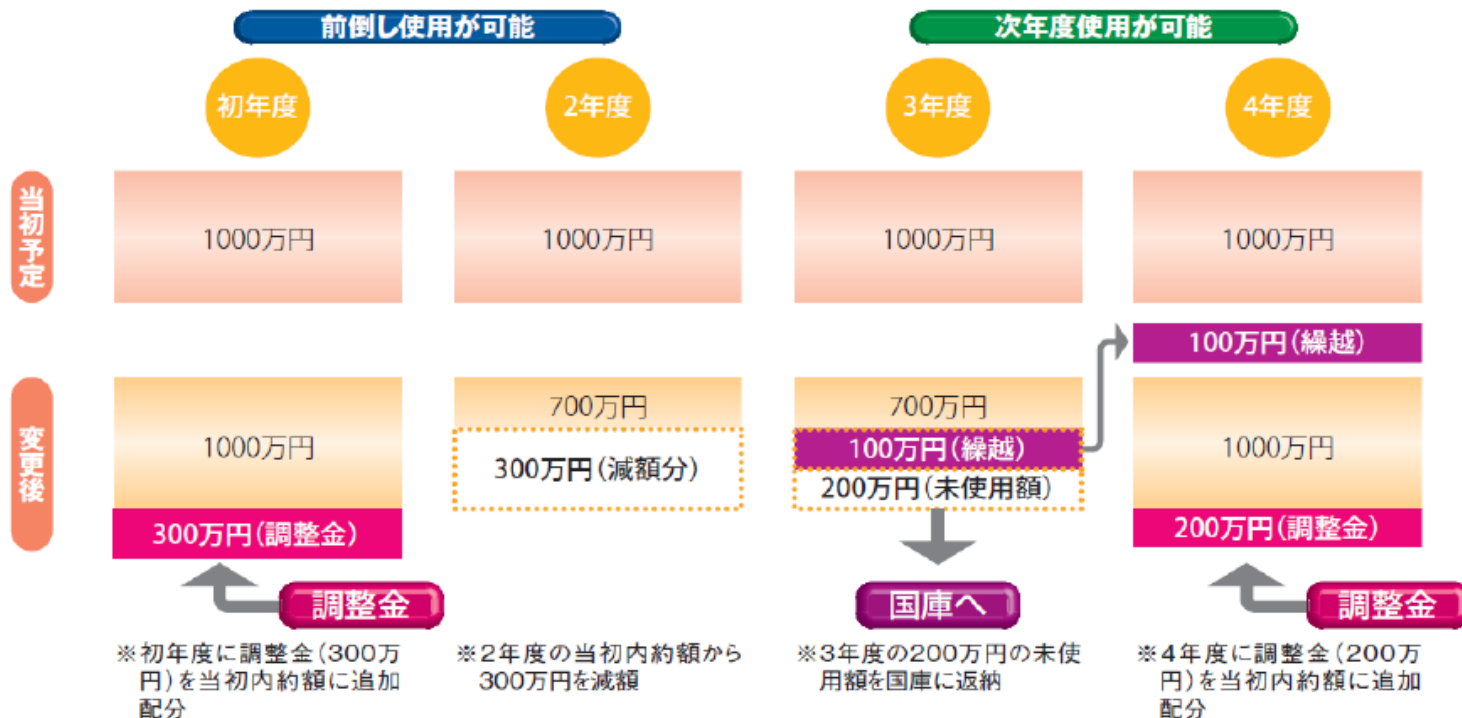 前倒し使用が可能
次年度使用が可能
初年度
2年度
3年度
4年度
当初予定
1000万円
1000万円
1000万円
1000万円
100万円(繰越)
変更後
1000万円
300万円(調整金)
700万円
300万円(減額分)
700万円
100万円(繰越)
200万円(未使用額)
1000万円
200万円(調整金)
調整金
国庫へ
調整金
※初年度に調整金(300万
円)を当初内約額に追加
配分
※2年度の当初内約額から
300万円を減額
※3年度の200万円の未使
用額を国庫に返納
※4年度に調整金(200万
円)を当初内約額に追加
配分